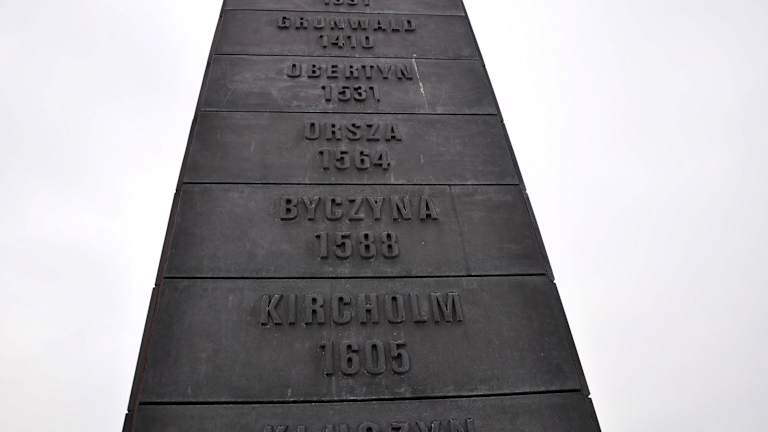 GRUNWALD
1410
OBERTYN
1531
ORSZA
1564
BYCZYNA
1588
KIRCHOLM
1605